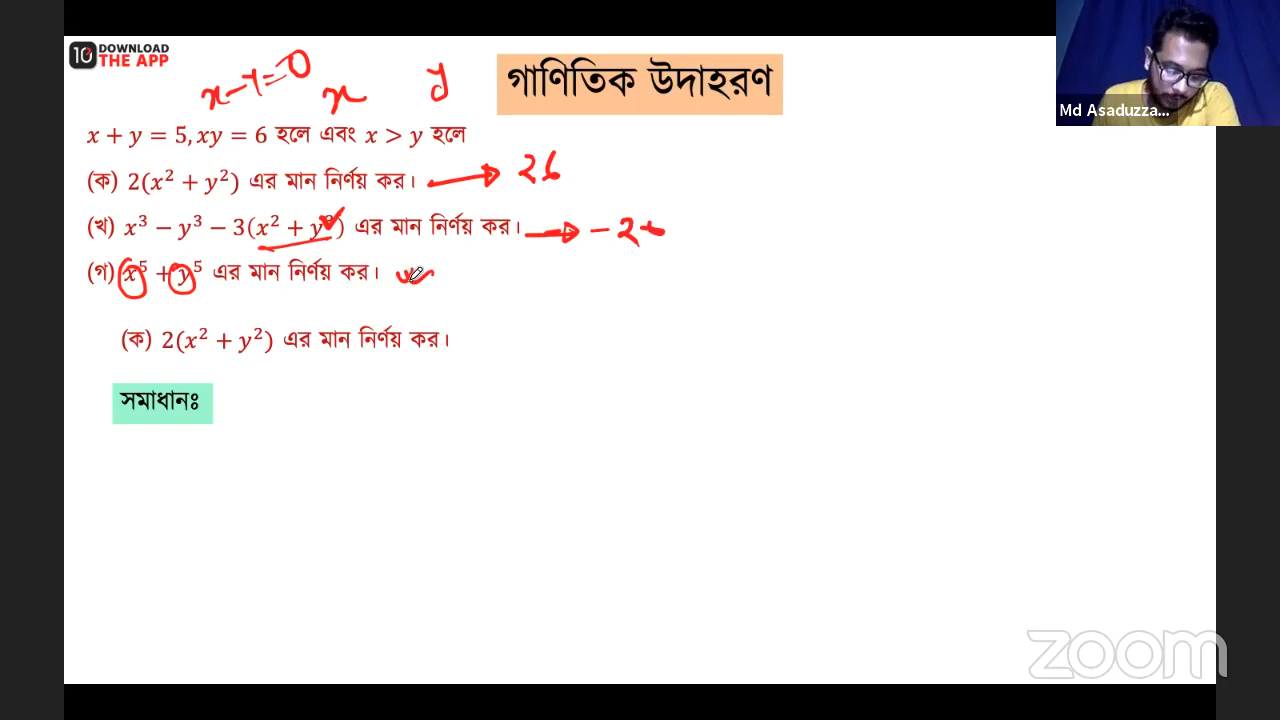 10 DOWNLOAD
THE APP
x - y = 0
x y
গাণিতিক উদাহরণ
Md Asaduzza...
x + y = 5, xy = 6 হলে এবং x > y হলে
(ক) 2(x² + y²) এর মান নির্ণয় কর। → 26
(খ) x³ − y³ − 3(x² + y²) এর মান নির্ণয় কর। → − 20
(গ) x⁵ + y⁵ এর মান নির্ণয় কর।
(ক) 2(x² + y²) এর মান নির্ণয় কর।
সমাধানঃ
zoom